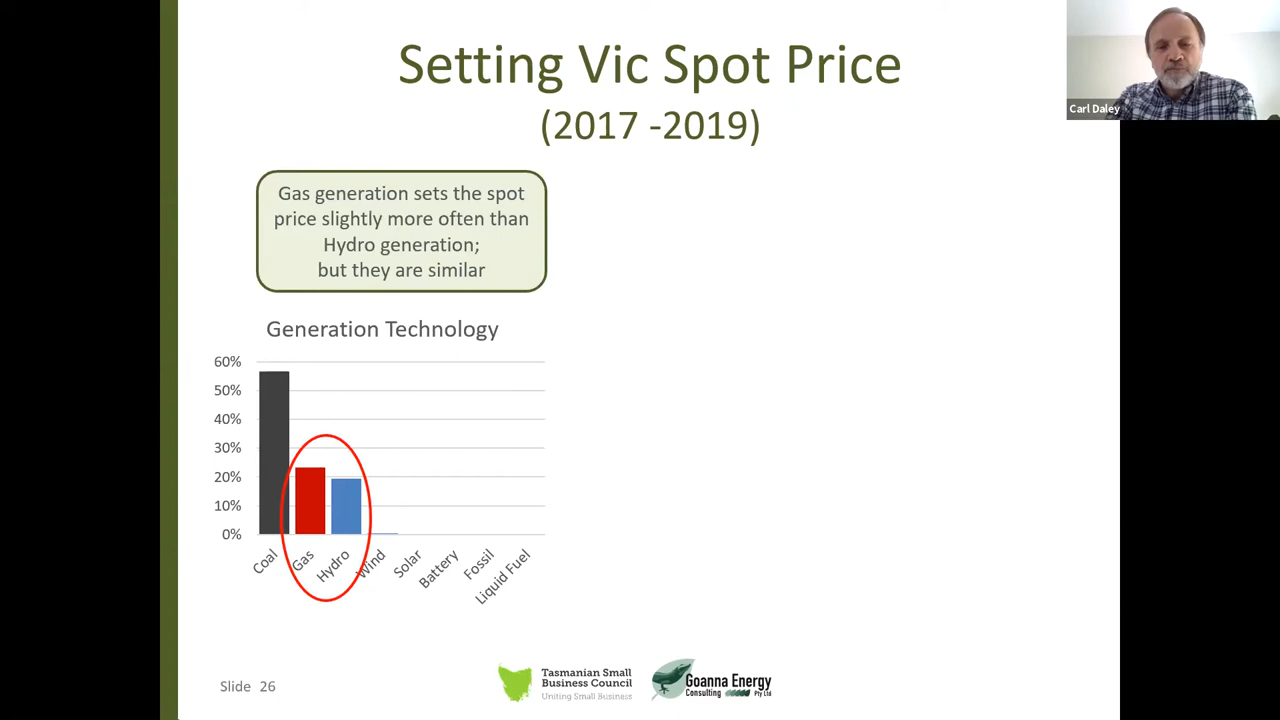 Setting Vic Spot Price
(2017 -2019)
Carl Daley
Gas generation sets the spot
price slightly more often than
Hydro generation;
but they are similar
Generation Technology
60%
50%
40%
30%
20%
10%
0%
Coal
Gas
Hydro
Wind
Solar
Battery
Fossil
Liquid Fuel
Slide 26
Tasmanian Small
Business Council
Uniting Small Business
Goanna Energy
Consulting Pty Ltd